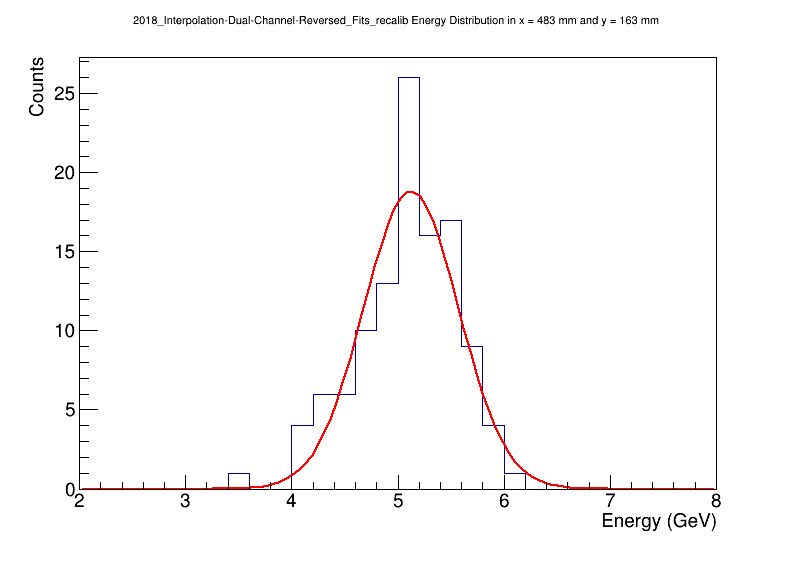 2018_Interpolation-Dual-Channel-Reversed_Fits_recalib Energy Distribution in x = 483 mm and y = 163 mm
Counts
25
20
15
10
5
0
2 3 4 5 6 7 8
Energy (GeV)